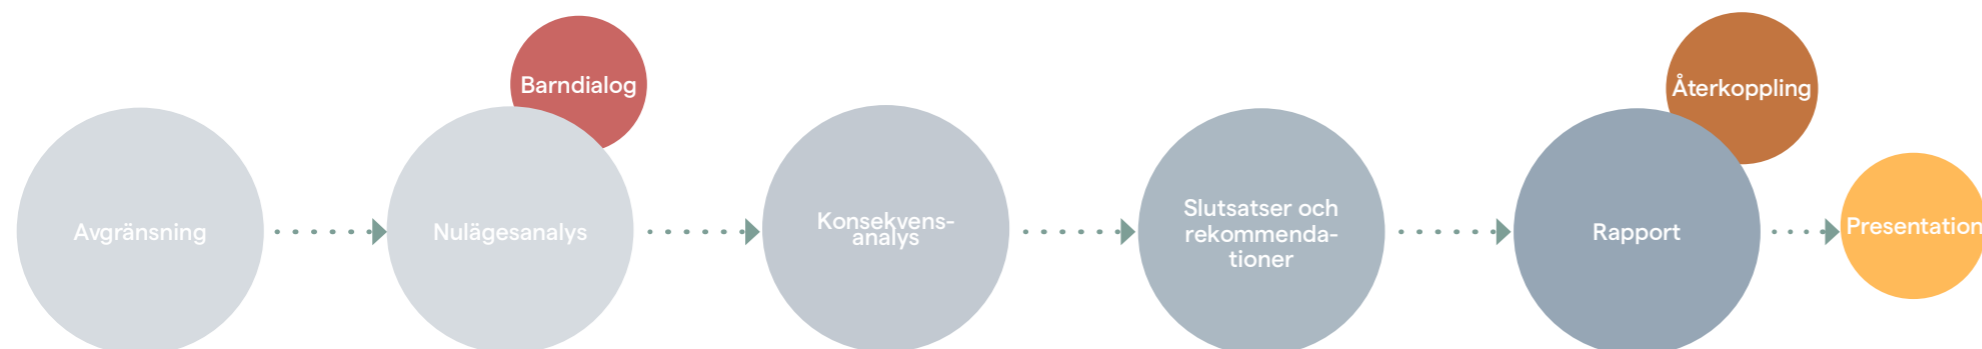 Barndialog
Återkoppling
Avgränsning
Nulägesanalys
Konsekvens-
analys
Slutsatser och
rekommenda-
tioner
Rapport
Presentation